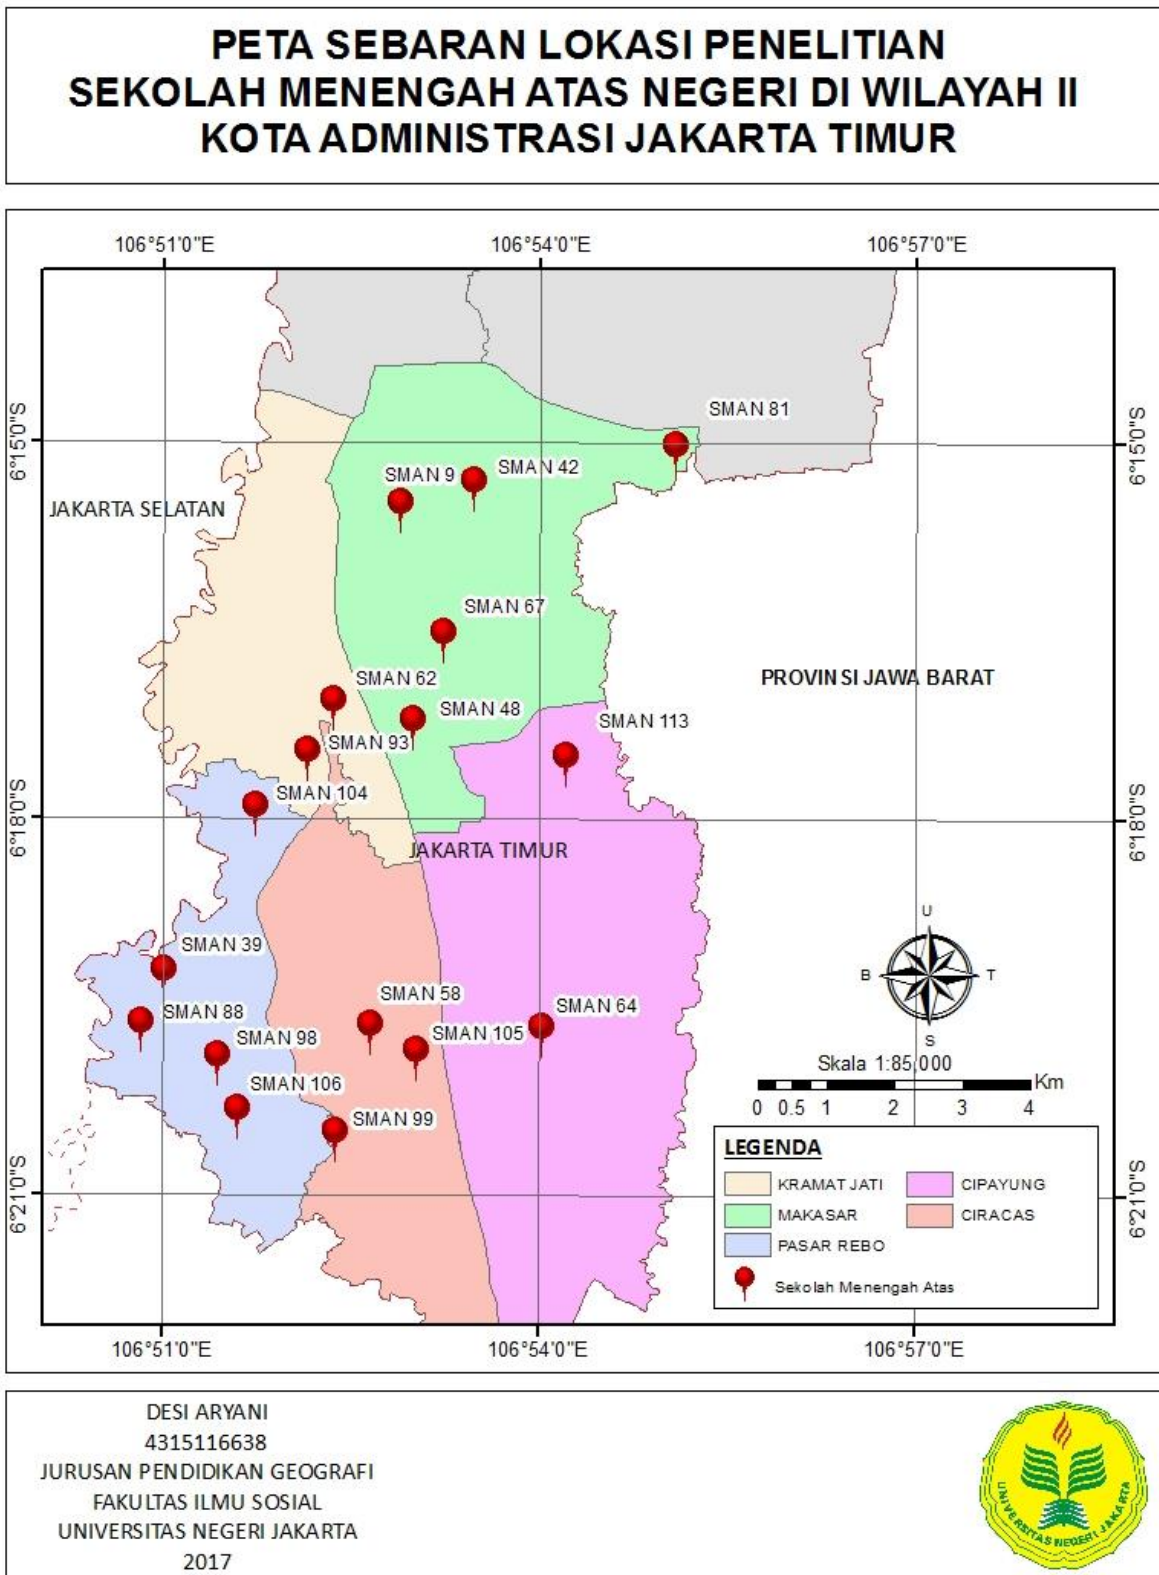 PETA SEBARAN LOKASI PENELITIAN
SEKOLAH MENENGAH ATAS NEGERI DI WILAYAH II
KOTA ADMINISTRASI JAKARTA TIMUR
106°51'0"E 106°54'0"E 106°57'0"E
SMAN 81
6°15'0"S 6°15'0"S
SMAN 9 SMAN 42
JAKARTA SELATAN
SMAN 67
SMAN 62
PROVINSI JAWA BARAT
SMAN 48
SMAN 113
SMAN 93
SMAN 104
6°18'0"S 6°18'0"S
JAKARTA TIMUR
U
SMAN 39
B T
SMAN 58
SMAN 88
SMAN 64
SMAN 105
SMAN 98
S
Skala 1:85,000
SMAN 106
Km
0 0.5 1 2 3 4
SMAN 99
LEGENDA
KRAMAT JATI CIPAYUNG
MAKASAR CIRACAS
PASAR REBO
Sekolah Menengah Atas
6°21'0"S 6°21'0"S
106°51'0"E 106°54'0"E 106°57'0"E
DESI ARYANI
4315116638
JURUSAN PENDIDIKAN GEOGRAFI
FAKULTAS ILMU SOSIAL
UNIVERSITAS NEGERI JAKARTA
2017
UNIVERSITAS NEGERI JAKARTA